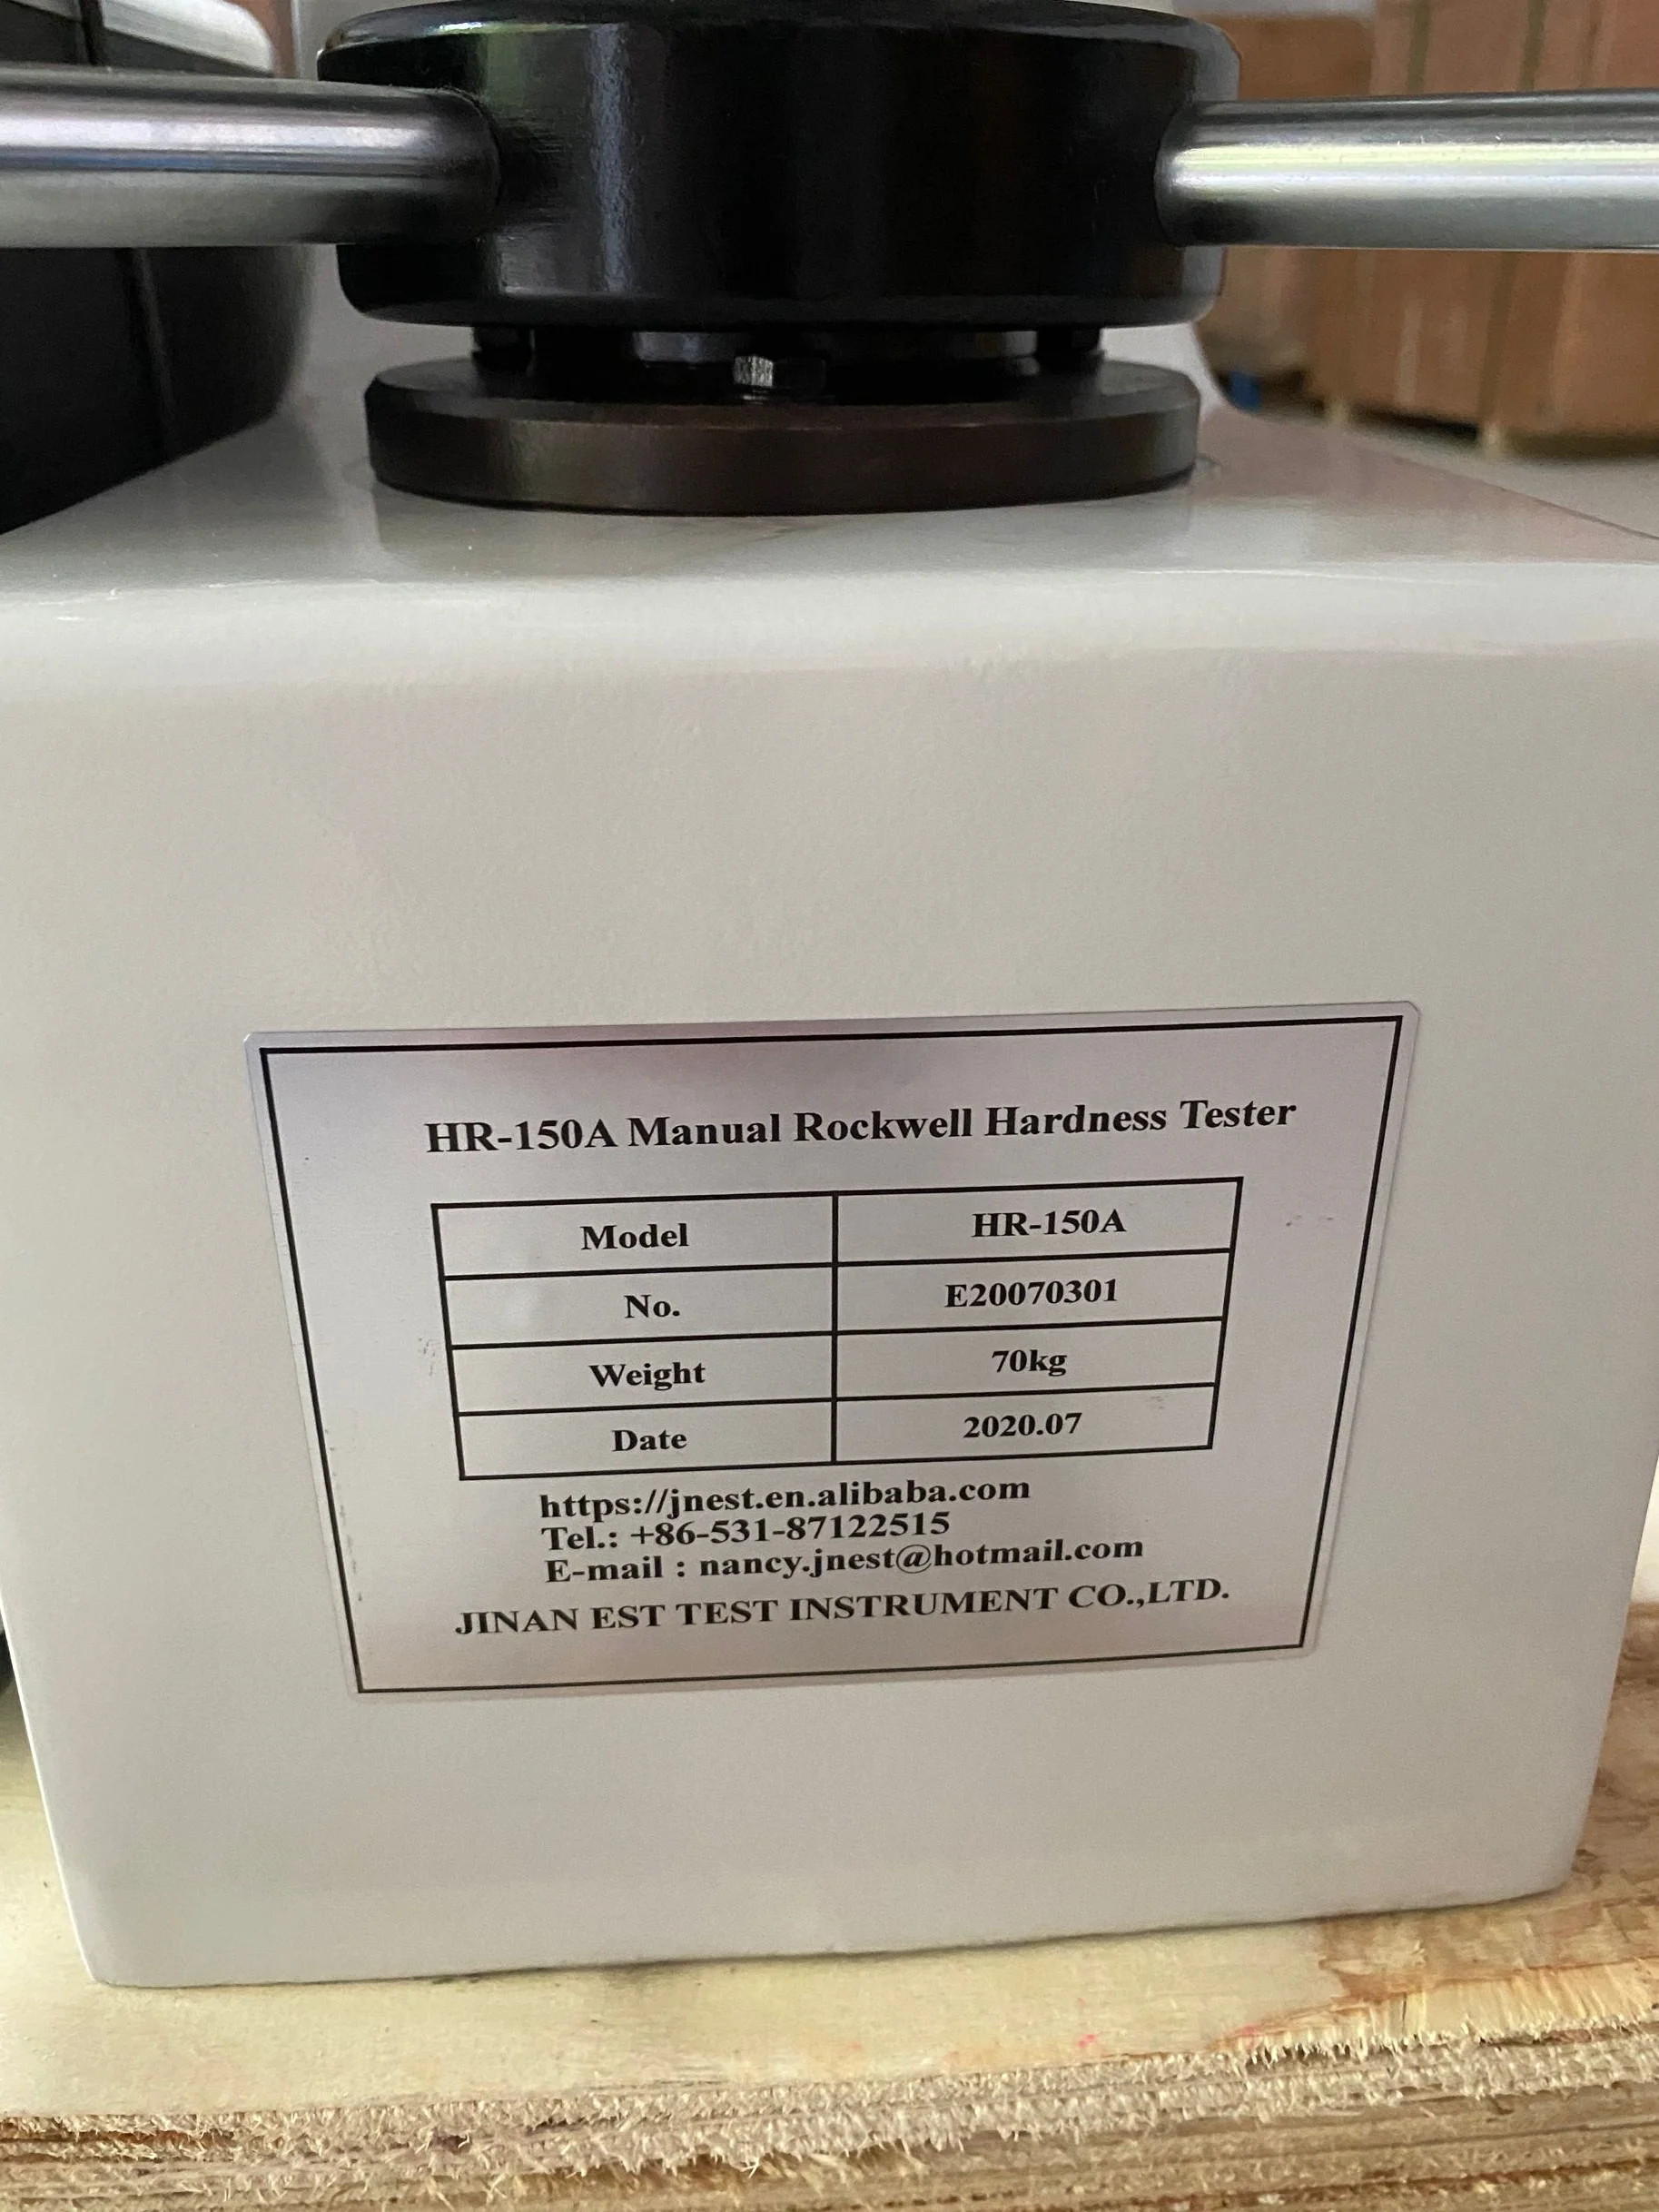 HR-150A Manual Rockwell Hardness Tester
Model HR-150A
No. E20070301
Weight 70kg
Date 2020.07
https://jnest.en.alibaba.com
Tel.: +86-531-87122515
E-mail : nancy.jnest@hotmail.com
JINAN EST TEST INSTRUMENT CO.,LTD.